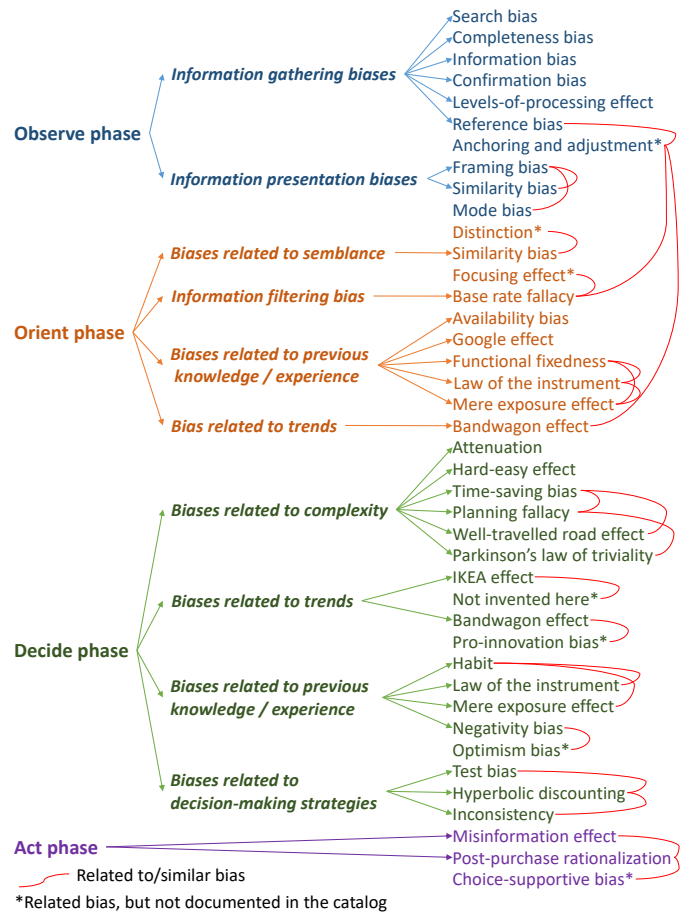 Observe phase
Information gathering biases
Search bias
Completeness bias
Information bias
Confirmation bias
Levels-of-processing effect
Reference bias
Anchoring and adjustment*
Information presentation biases
Framing bias
Similarity bias
Mode bias
Orient phase
Biases related to semblance
Distinction*
Similarity bias
Information filtering bias
Focusing effect*
Base rate fallacy
Biases related to previous
knowledge / experience
Availability bias
Google effect
Functional fixedness
Law of the instrument
Mere exposure effect
Bias related to trends
Bandwagon effect
Decide phase
Biases related to complexity
Attenuation
Hard-easy effect
Time-saving bias
Planning fallacy
Well-travelled road effect
Parkinson's law of triviality
Biases related to trends
IKEA effect
Not invented here*
Bandwagon effect
Pro-innovation bias*
Biases related to previous
knowledge / experience
Habit
Law of the instrument
Mere exposure effect
Negativity bias
Optimism bias*
Biases related to
decision-making strategies
Test bias
Hyperbolic discounting
Inconsistency
Act phase
Misinformation effect
Post-purchase rationalization
Choice-supportive bias*
Related to/similar bias
*Related bias, but not documented in the catalog